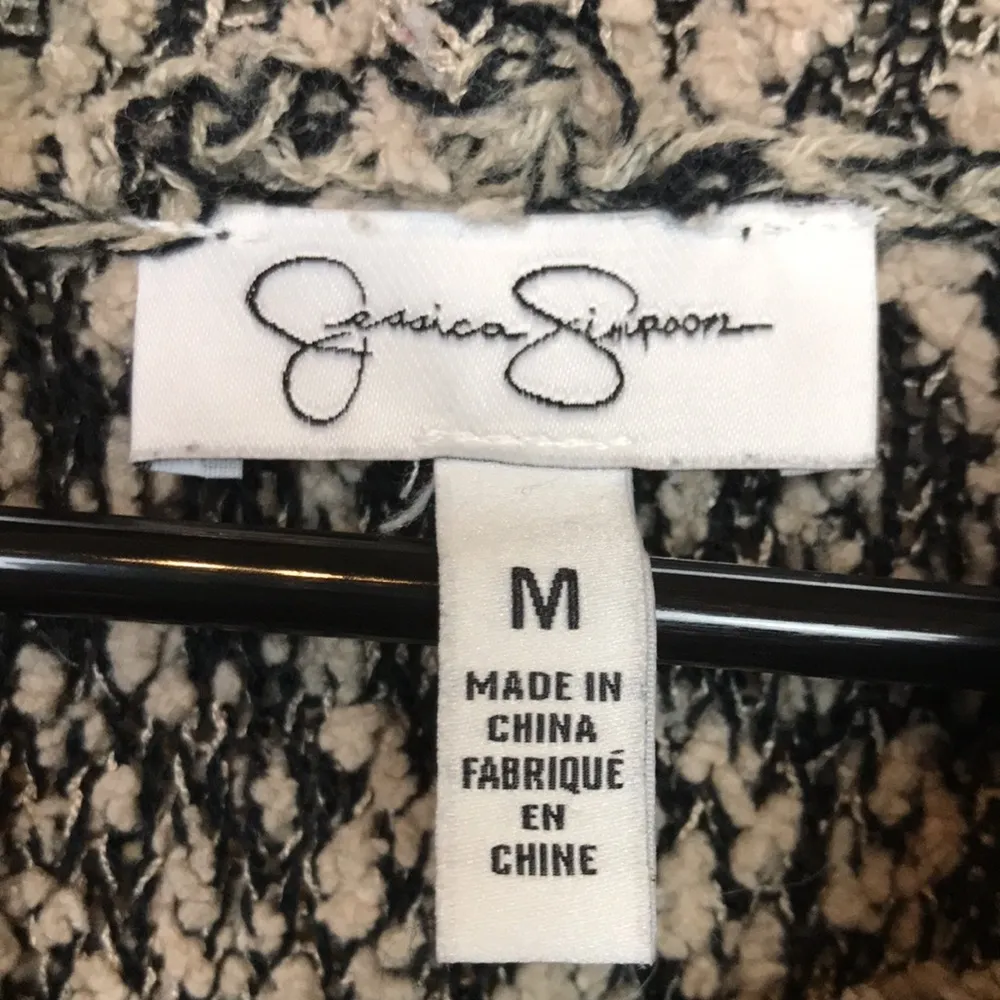 Jessica Simpson
M
MADE IN
CHINA
FABRIQUÉ
EN
CHINE